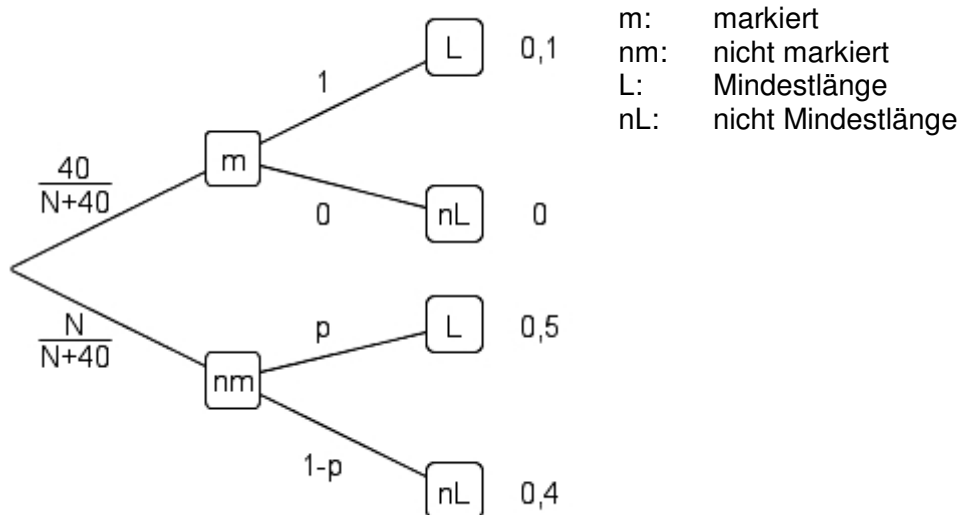 L 0,1
m: markiert
nm: nicht markiert
L: Mindestlänge
nL: nicht Mindestlänge
1
m
40
N+40
0
nL 0
N
N+40
p
L 0,5
nm
1-p
nL 0,4